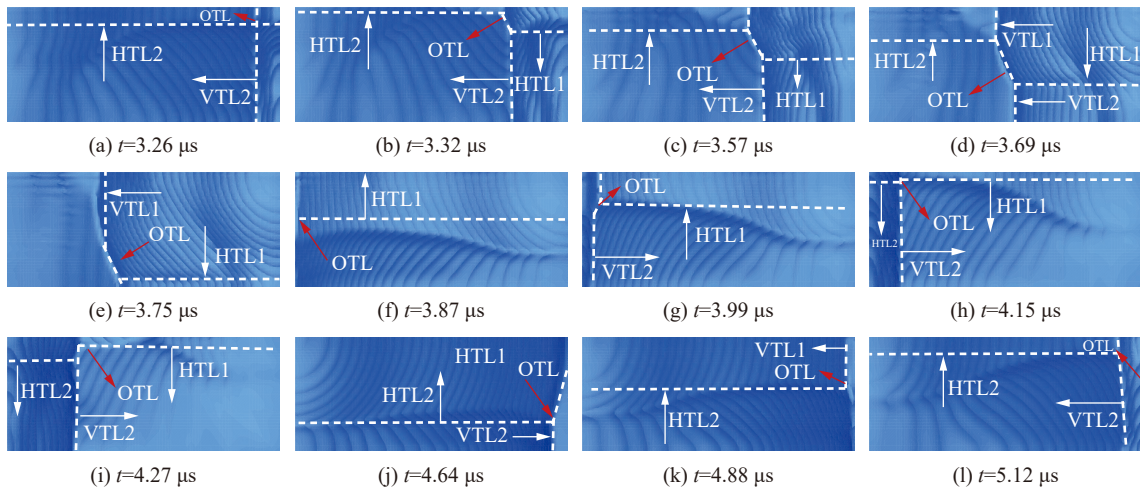 OTL
HTL2
VTL2
(a) t=3.26 μs
HTL2
OTL
VTL2
HTL1
(b) t=3.32 μs
HTL2
OTL
VTL2
HTL1
(c) t=3.57 μs
VTL1
HTL1
HTL2
OTL
VTL2
(d) t=3.69 μs
VTL1
OTL
HTL1
(e) t=3.75 μs
HTL1
OTL
(f) t=3.87 μs
OTL
HTL1
VTL2
(g) t=3.99 μs
HTL1
OTL
HTL2
VTL2
(h) t=4.15 μs
HTL2
OTL
HTL1
VTL2
(i) t=4.27 μs
HTL1
OTL
HTL2
VTL2
(j) t=4.64 μs
VTL1
OTL
HTL2
(k) t=4.88 μs
OTL
HTL2
VTL2
(l) t=5.12 μs